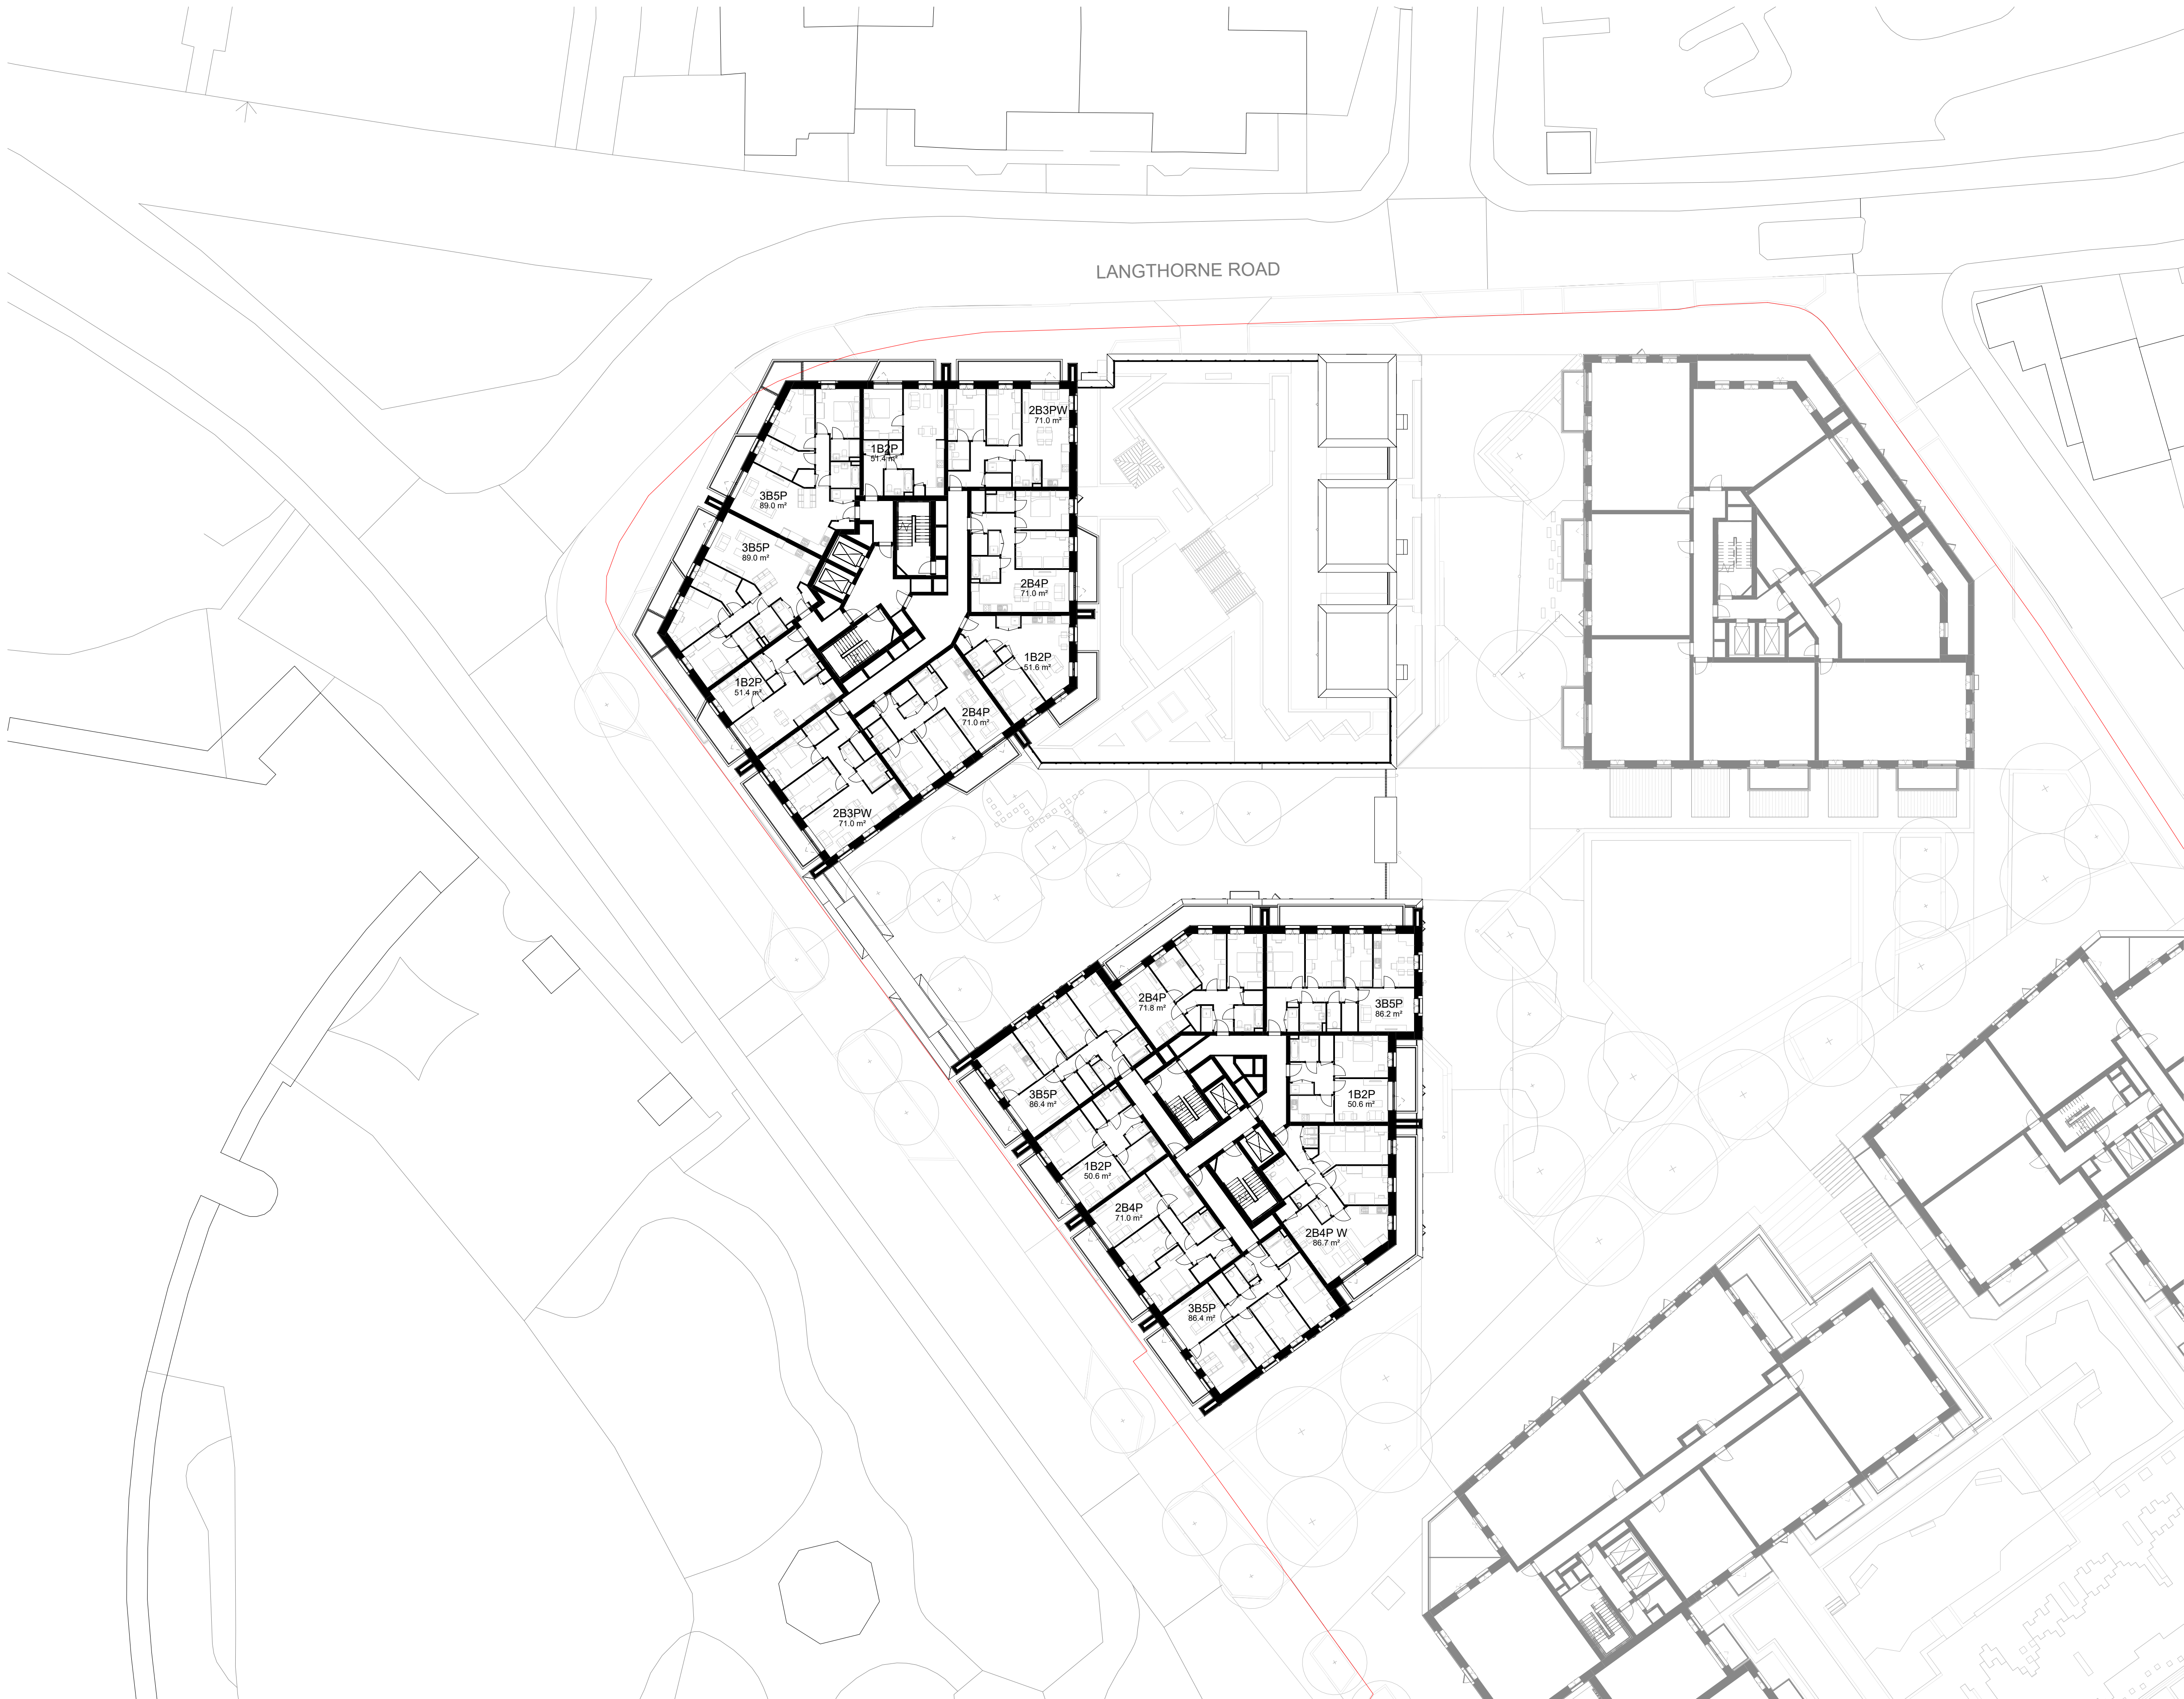 LANGTHORNE ROAD
2B3PW
71.0 m²
1B2P
51.4 m²
3B5P
89.0 m²
3B5P
89.0 m²
2B4P
71.0 m²
1B2P
51.6 m²
1B2P
51.4 m²
2B4P
71.0 m²
2B3PW
71.0 m²
2B4P
71.8 m²
3B5P
86.2 m²
3B5P
86.4 m²
1B2P
50.6 m²
1B2P
50.6 m²
2B4P
71.0 m²
2B4P W
86.7 m²
3B5P
86.4 m²